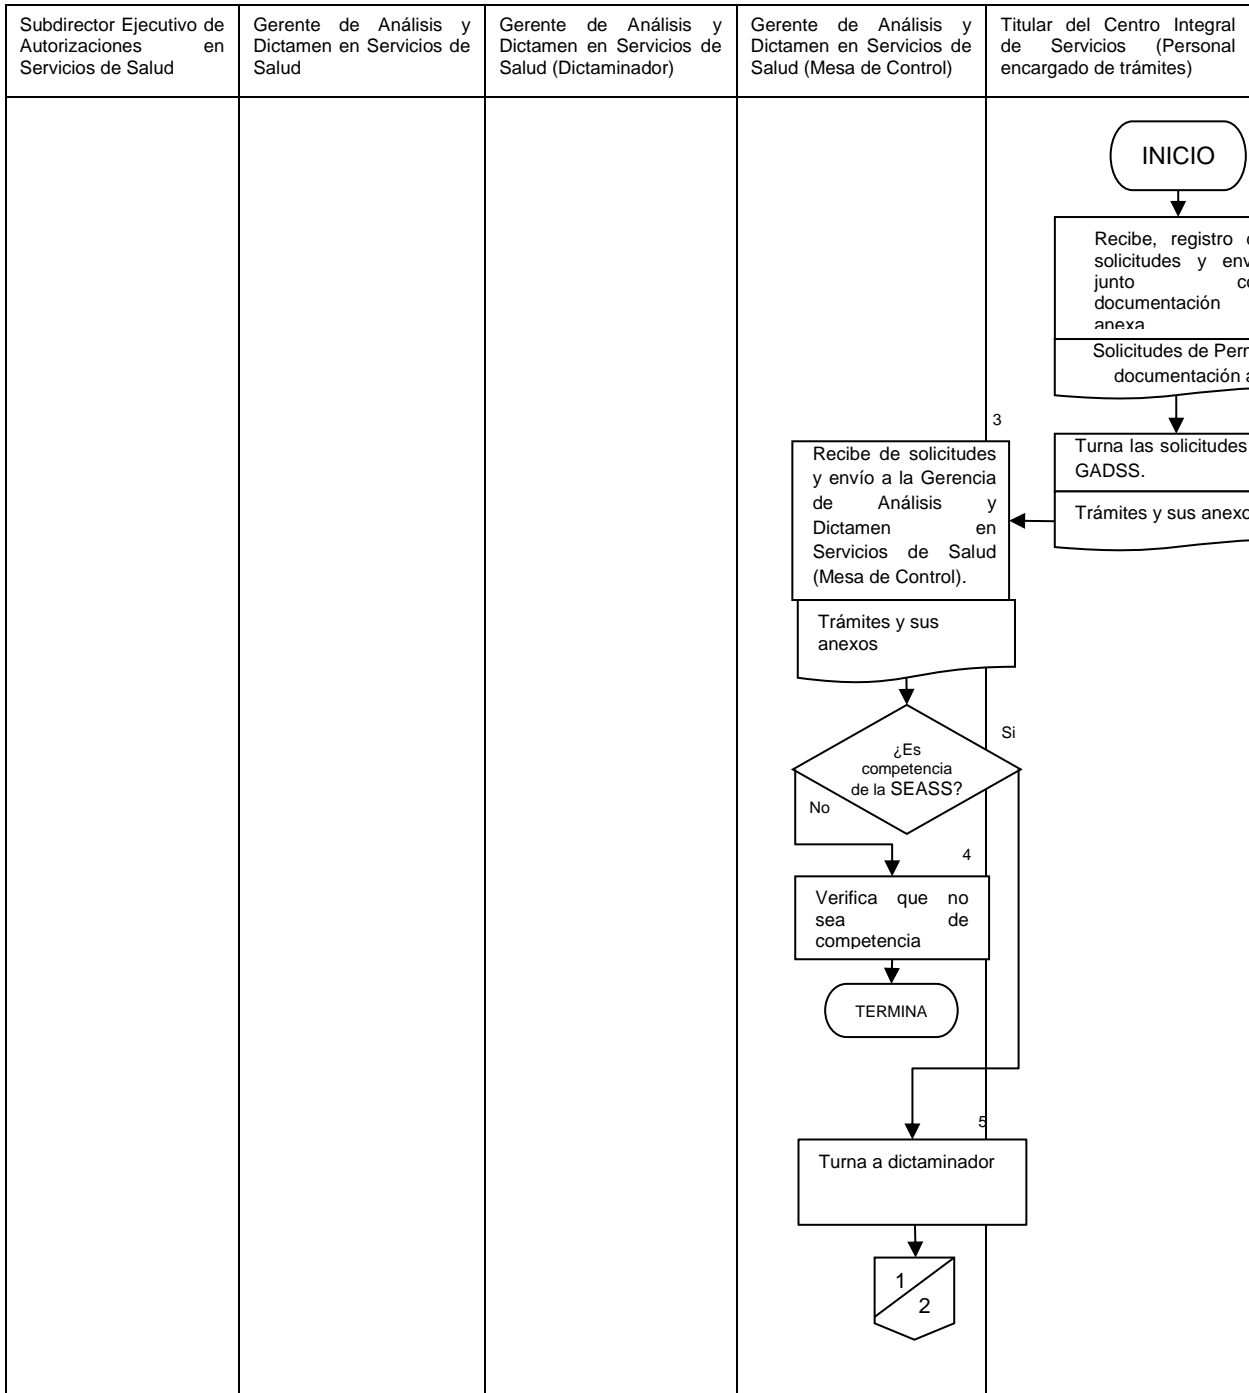 Subdirector Ejecutivo de
Autorizaciones en
Servicios de Salud
Gerente de Análisis y
Dictamen en Servicios de
Salud
Gerente de Análisis y
Dictamen en Servicios de
Salud (Dictaminador)
Gerente de Análisis y
Dictamen en Servicios de
Salud (Mesa de Control)
Titular del Centro Integral
de Servicios (Personal
encargado de trámites)
INICIO
Recibe, registro
solicitudes y
junto
documentación
anexa
Solicitudes de
documentación
Turna las solicitudes
GADSS.
Trámites y sus
3
Recibe de solicitudes
y envío a la Gerencia
de Análisis y
Dictamen en
Servicios de Salud
(Mesa de Control).
Trámites y sus
anexos
¿Es
competencia
de la SEASS?
Si
No
4
Verifica que no
sea de
competencia
TERMINA
5
Turna a dictaminador
1
2